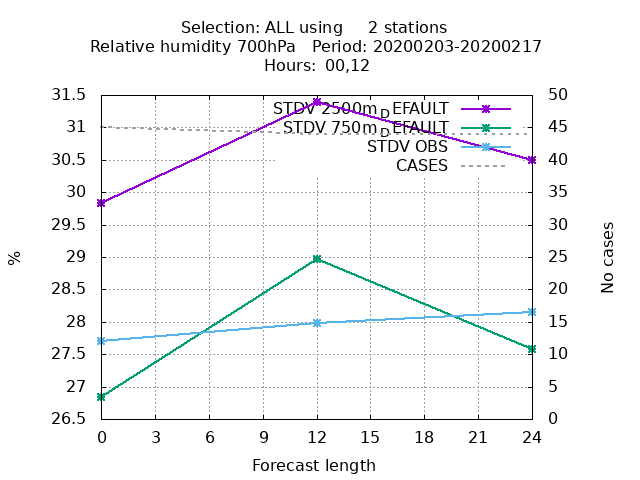 Selection: ALL using 2 stations
Relative humidity 700hPa Period: 20200203-20200217
Hours: 00,12
31.5
31
30.5
30
29.5
29
28.5
28
27.5
27
26.5
%
50
45
40
35
30
25
20
15
10
5
0
No cases
STDV 2500m_DEFAULT
STDV 750m_DEFAULT
STDV OBS
CASES
0 3 6 9 12 15 18 21 24
Forecast length